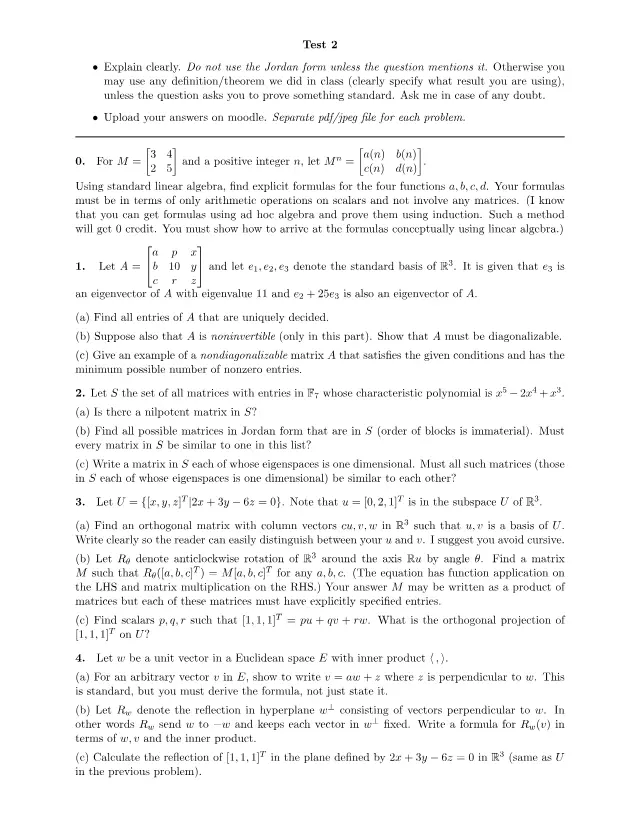 Test 2
• Explain clearly. Do not use the Jordan form unless the question mentions it. Otherwise you
may use any definition/theorem we did in class (clearly specify what result you are using),
unless the question asks you to prove something standard. Ask me in case of any doubt.
• Upload your answers on moodle. Separate pdf/jpeg file for each problem.
0. For M = [3 4; 2 5] and a positive integer n, let Mⁿ = [a(n) b(n); c(n) d(n)].
Using standard linear algebra, find explicit formulas for the four functions a, b, c, d. Your formulas
must be in terms of only arithmetic operations on scalars and not involve any matrices. (I know
that you can get formulas using ad hoc algebra and prove them using induction. Such a method
will get 0 credit. You must show how to arrive at the formulas conceptually using linear algebra.)
1. Let A = [a p x; b 10 y; c r z] and let e₁, e₂, e₃ denote the standard basis of ℝ³. It is given that e₃ is
an eigenvector of A with eigenvalue 11 and e₂ + 25e₃ is also an eigenvector of A.
(a) Find all entries of A that are uniquely decided.
(b) Suppose also that A is noninvertible (only in this part). Show that A must be diagonalizable.
(c) Give an example of a nondiagonalizable matrix A that satisfies the given conditions and has the
minimum possible number of nonzero entries.
2. Let S the set of all matrices with entries in 𝔽₇ whose characteristic polynomial is x⁵ − 2x⁴ + x³.
(a) Is there a nilpotent matrix in S?
(b) Find all possible matrices in Jordan form that are in S (order of blocks is immaterial). Must
every matrix in S be similar to one in this list?
(c) Write a matrix in S each of whose eigenspaces is one dimensional. Must all such matrices (those
in S each of whose eigenspaces is one dimensional) be similar to each other?
3. Let U = {[x, y, z]ᵀ|2x + 3y − 6z = 0}. Note that u = [0, 2, 1]ᵀ is in the subspace U of ℝ³.
(a) Find an orthogonal matrix with column vectors cu, v, w in ℝ³ such that u, v is a basis of U.
Write clearly so the reader can easily distinguish between your u and v. I suggest you avoid cursive.
(b) Let R_θ denote anticlockwise rotation of ℝ³ around the axis ℝu by angle θ. Find a matrix
M such that R_θ([a, b, c]ᵀ) = M[a, b, c]ᵀ for any a, b, c. (The equation has function application on
the LHS and matrix multiplication on the RHS.) Your answer M may be written as a product of
matrices but each of these matrices must have explicitly specified entries.
(c) Find scalars p, q, r such that [1, 1, 1]ᵀ = pu + qv + rw. What is the orthogonal projection of
[1, 1, 1]ᵀ on U?
4. Let w be a unit vector in a Euclidean space E with inner product ⟨ , ⟩.
(a) For an arbitrary vector v in E, show to write v = aw + z where z is perpendicular to w. This
is standard, but you must derive the formula, not just state it.
(b) Let R_w denote the reflection in hyperplane w^⊥ consisting of vectors perpendicular to w. In
other words R_w send w to −w and keeps each vector in w^⊥ fixed. Write a formula for R_w(v) in
terms of w, v and the inner product.
(c) Calculate the reflection of [1, 1, 1]ᵀ in the plane defined by 2x + 3y − 6z = 0 in ℝ³ (same as U
in the previous problem).